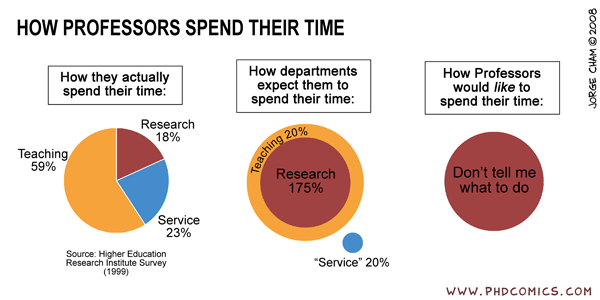 HOW PROFESSORS SPEND THEIR TIME
JORGE CHAM © 2008
How they actually
spend their time:
Research
18%
Teaching
59%
Service
23%
Source: Higher Education
Research Institute Survey
(1999)
How departments
expect them to
spend their time:
Teaching 20%
Research
175%
“Service” 20%
How Professors
would like to
spend their time:
Don’t tell me
what to do
WWW.PHDCOMICS.COM